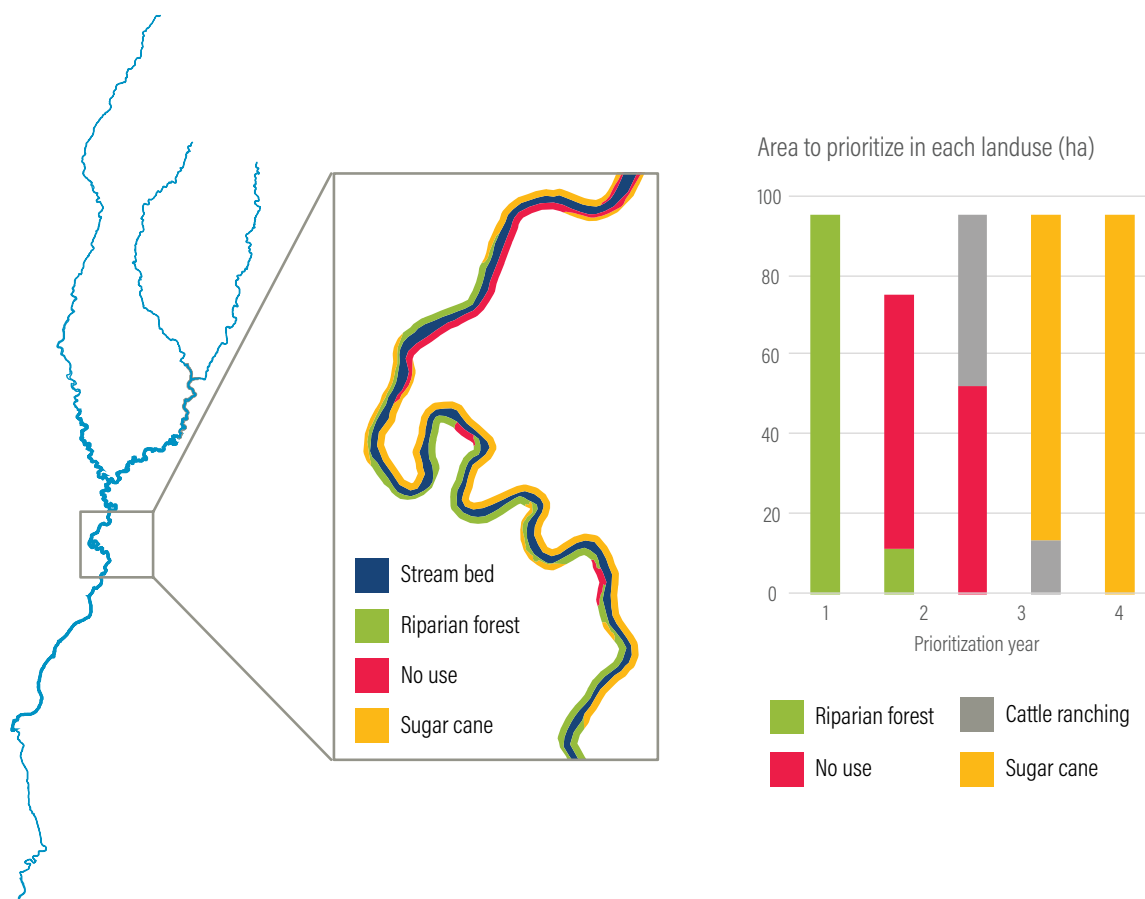 Stream bed
Riparian forest
No use
Sugar cane
Area to prioritize in each landuse (ha)
100
80
60
40
20
0
1 2 3 4
Prioritization year
Riparian forest Cattle ranching
No use Sugar cane